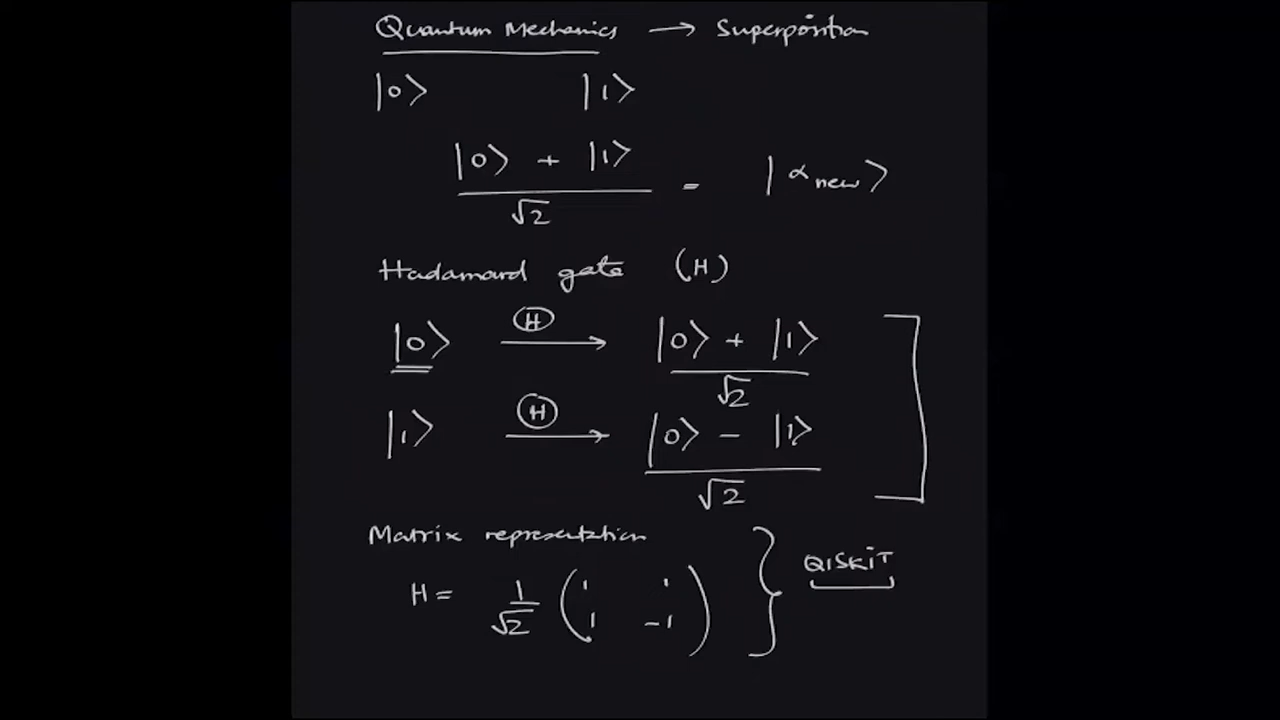 Quantum Mechanics → Superposition
|0⟩ |1⟩
|0⟩ + |1⟩ / √2 = |α new⟩
Hadamard gate (H)
|0⟩ H → |0⟩ + |1⟩ / √2
|1⟩ H → |0⟩ - |1⟩ / √2
Matrix representation
H = 1/√2 ( 1 1
1 -1 ) } QISKIT